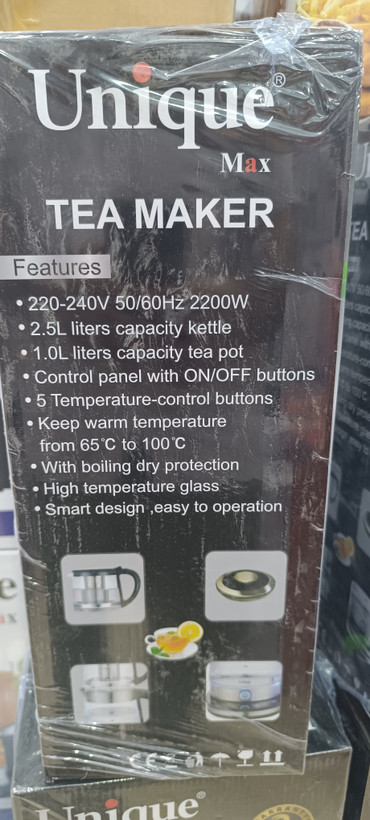 Unique®
Max
TEA MAKER
Features
• 220-240V 50/60Hz 2200W
• 2.5L liters capacity kettle
• 1.0L liters capacity tea pot
• Control panel with ON/OFF buttons
• 5 Temperature-control buttons
• Keep warm temperature
from 65℃ to 100℃
• With boiling dry protection
• High temperature glass
• Smart design ,easy to operation
CE
Unique®